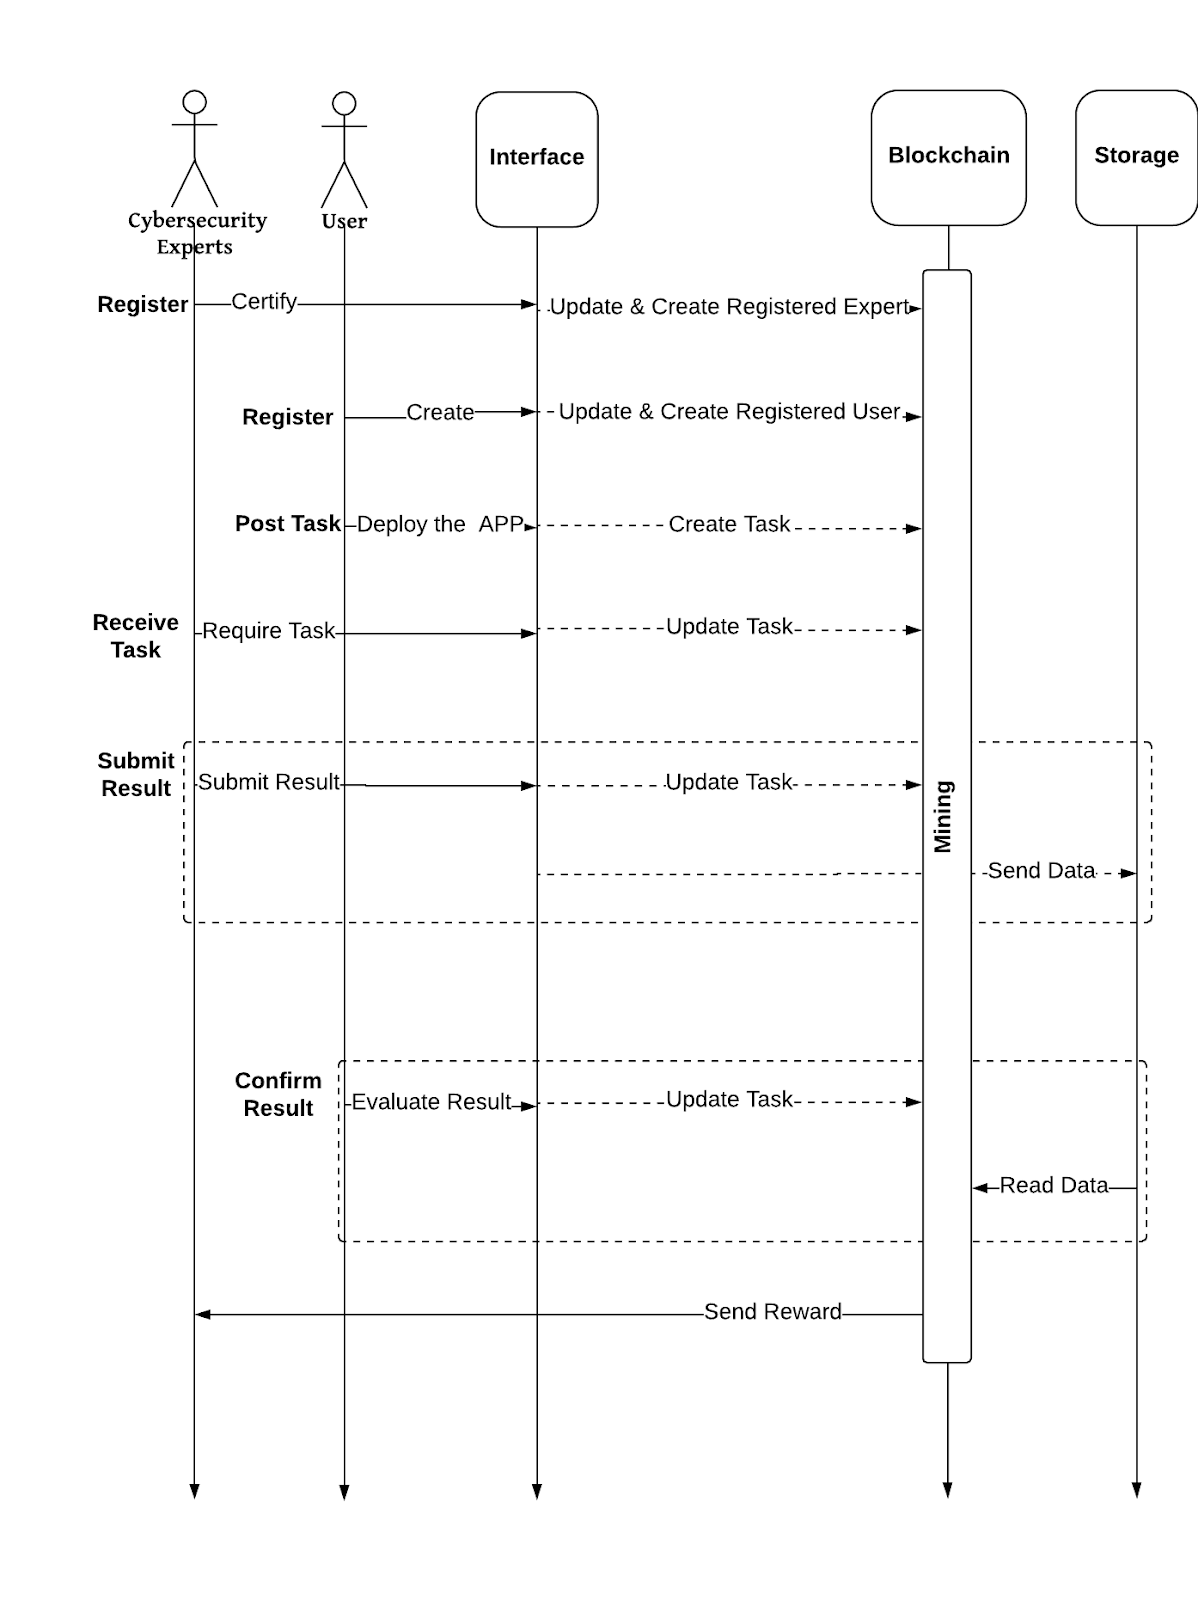 Cybersecurity
Experts
User
Interface
Blockchain
Storage
Register
Certify
Update & Create Registered Expert
Register
Create
Update & Create Registered User
Post Task
Deploy the APP
Create Task
Receive
Task
Require Task
Update Task
Submit
Result
Submit Result
Update Task
Mining
Send Data
Confirm
Result
Evaluate Result
Update Task
Read Data
Send Reward